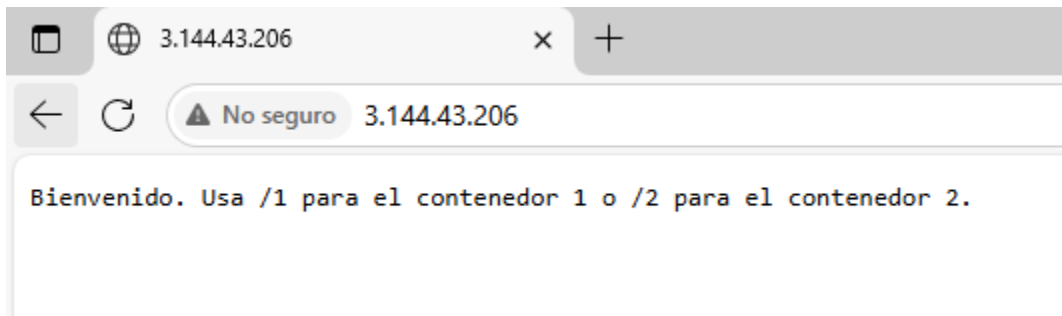 3.144.43.206
No seguro 3.144.43.206
Bienvenido. Usa /1 para el contenedor 1 o /2 para el contenedor 2.